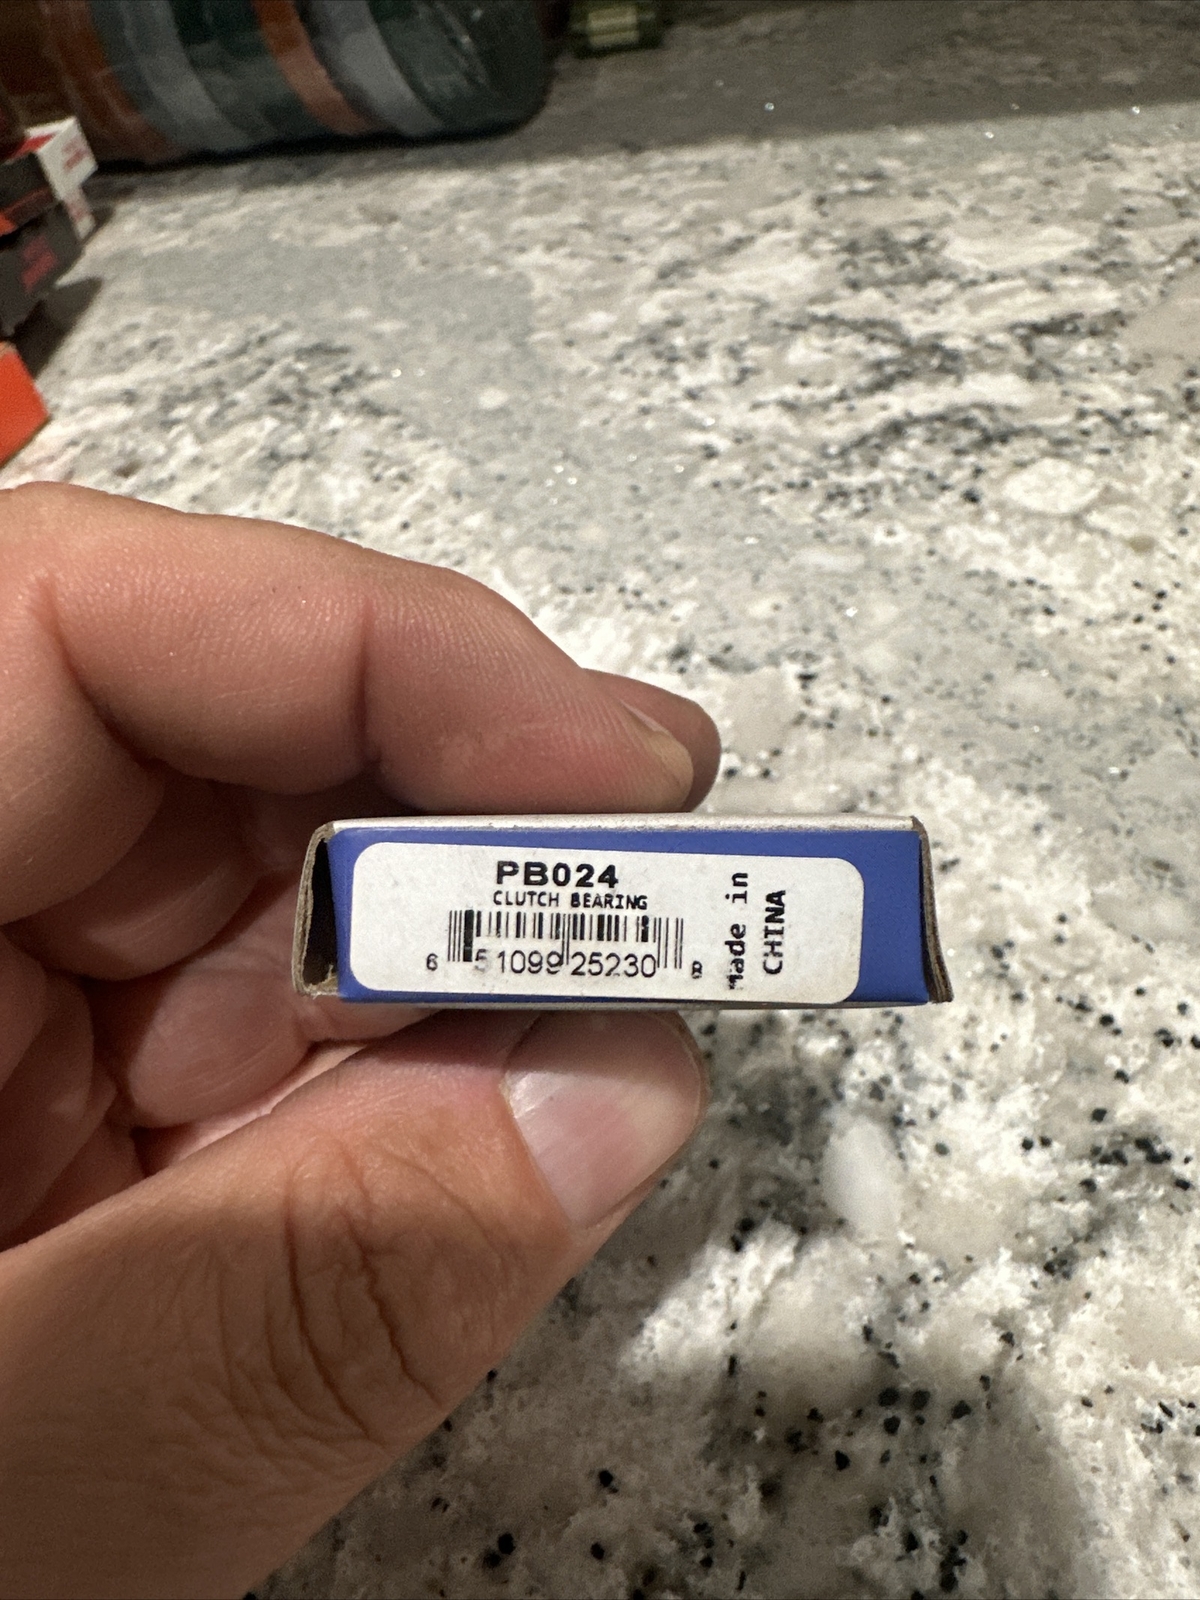 PB024
CLUTCH BEARING
6 51099 25230 8
Made in
CHINA